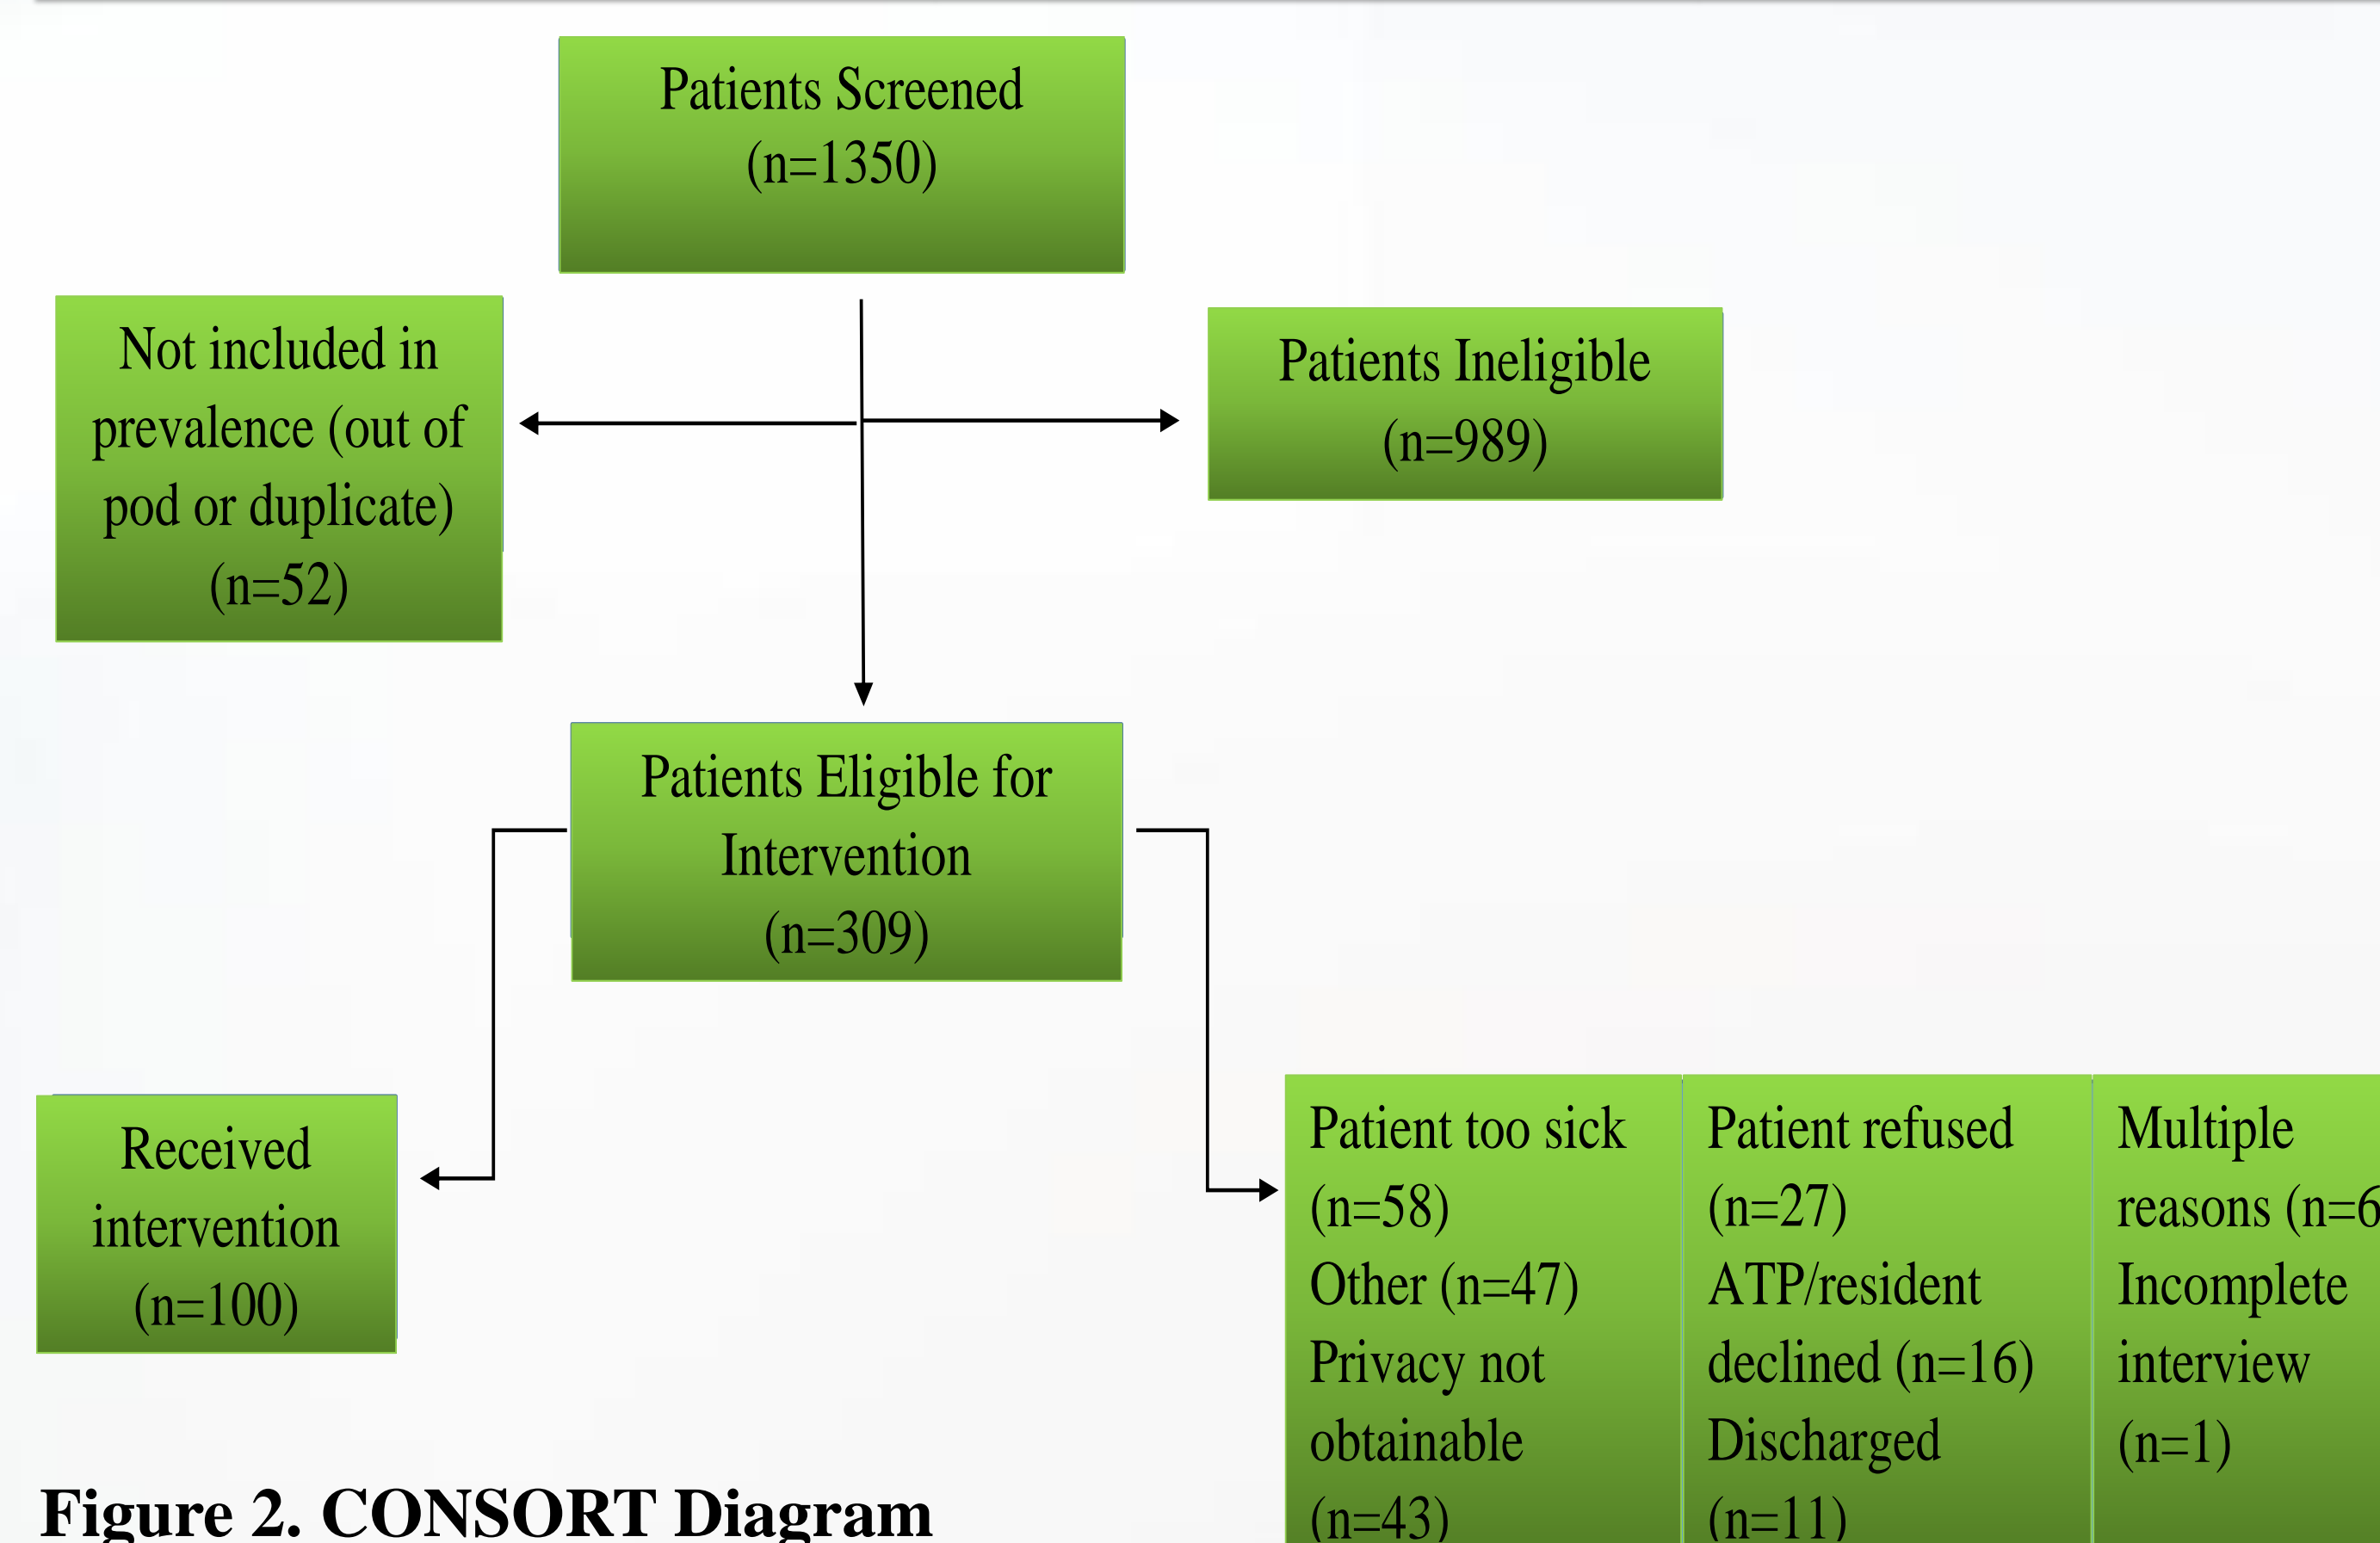 Patients Screened
(n=1350)
Not included in
prevalence (out of
pod or duplicate)
(n=52)
Patients Ineligible
(n=989)
Patients Eligible for
Intervention
(n=309)
Received
intervention
(n=100)
Patient too sick
(n=58)
Other (n=47)
Privacy not
obtainable
(n=43)
Patient refused
(n=27)
ATP/resident
declined (n=16)
Discharged
(n=11)
Multiple
reasons (n=6
Incomplete
interview
(n=1)
Figure 2. CONSORT Diagram